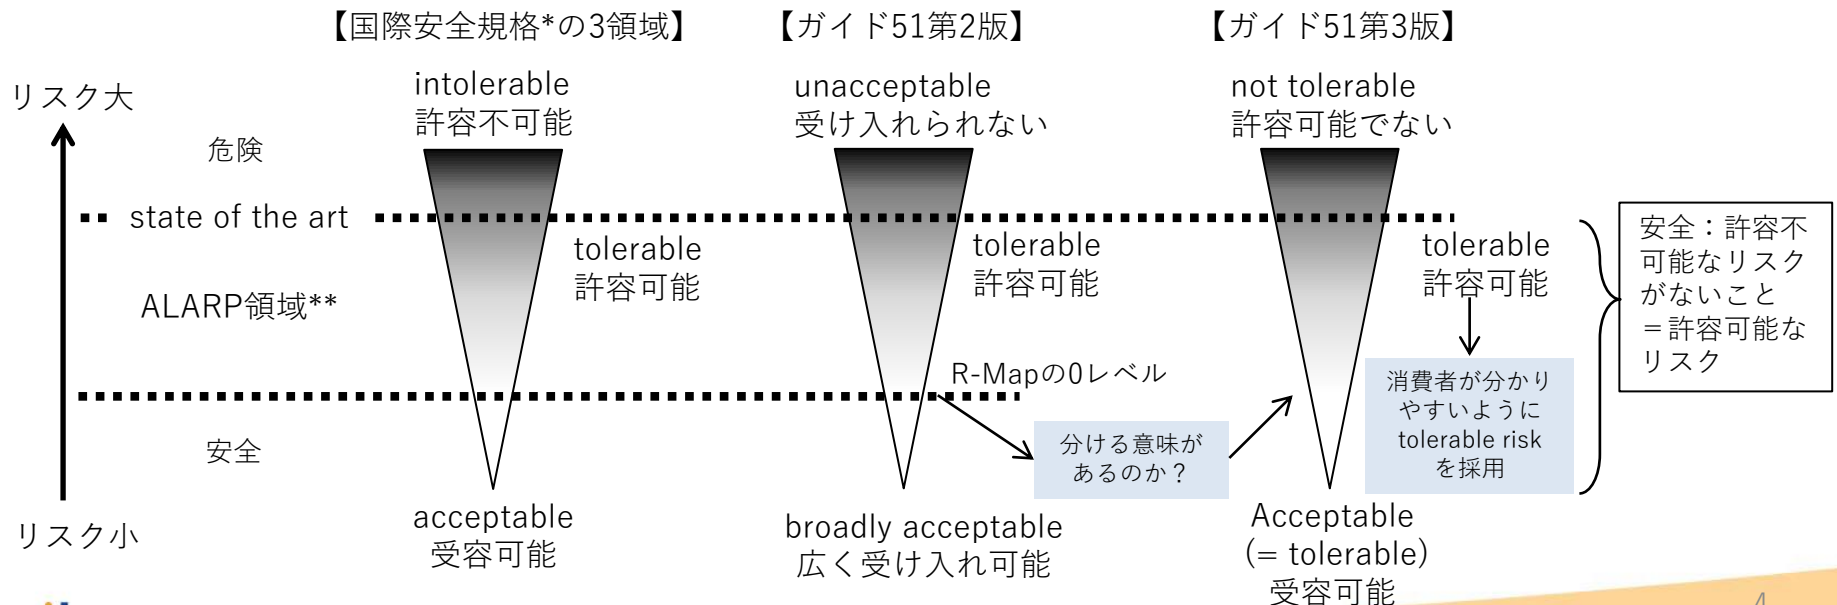 【国際安全規格*の3領域】
【ガイド51第2版】
【ガイド51第3版】
リスク大
intolerable
許容不可能
unacceptable
受け入れられない
not tolerable
許容可能でない
危険
state of the art
tolerable
許容可能
tolerable
許容可能
tolerable
許容可能
安全：許容不
可能なリスク
がないこと
＝許容可能な
リスク
ALARP領域**
R-Mapの0レベル
消費者が分かり
やすいように
tolerable risk
を採用
分ける意味が
あるのか？
安全
リスク小
acceptable
受容可能
broadly acceptable
広く受け入れ可能
Acceptable
(= tolerable)
受容可能
4